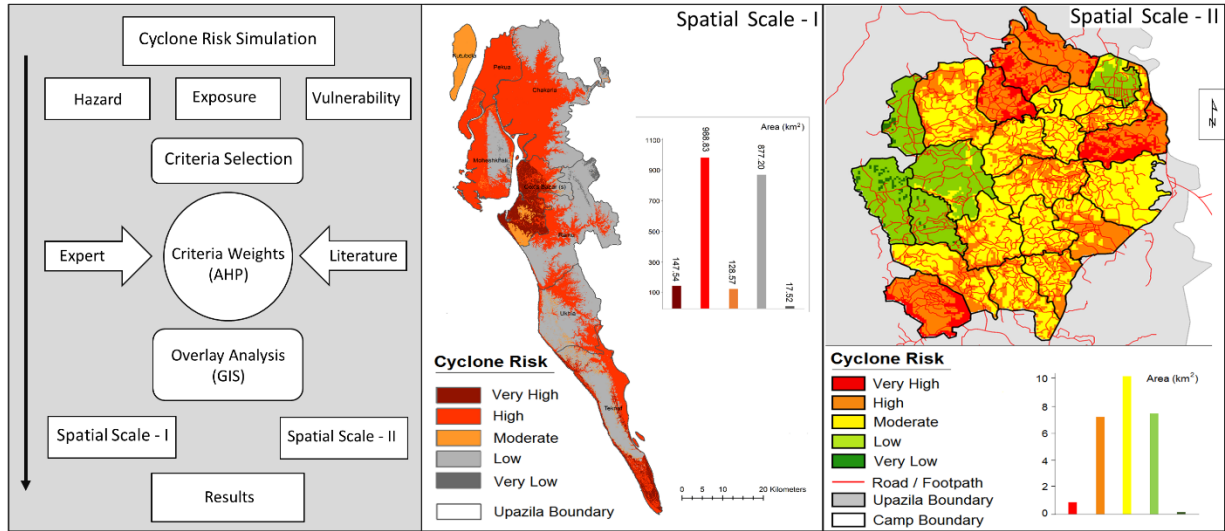 Cyclone Risk Simulation
Hazard
Exposure
Vulnerability
Criteria Selection
Expert
Criteria Weights
(AHP)
Literature
Overlay Analysis
(GIS)
Spatial Scale - I
Spatial Scale - II
Results
Spatial Scale - I
Kutubdia
Pekua
Chakaria
Moheshkhali
Cox's Bazar (s)
Ramu
Ukhia
Teknaf
Area (km²)
1100
900
700
500
300
100
147.54
988.83
128.57
877.20
17.52
Cyclone Risk
Very High
High
Moderate
Low
Very Low
Upazila Boundary
0 5 10 20 Kilometers
Spatial Scale - II
N
Cyclone Risk
Very High
High
Moderate
Low
Very Low
Road / Footpath
Upazila Boundary
Camp Boundary
Area (km²)
10
8
6
4
2
0